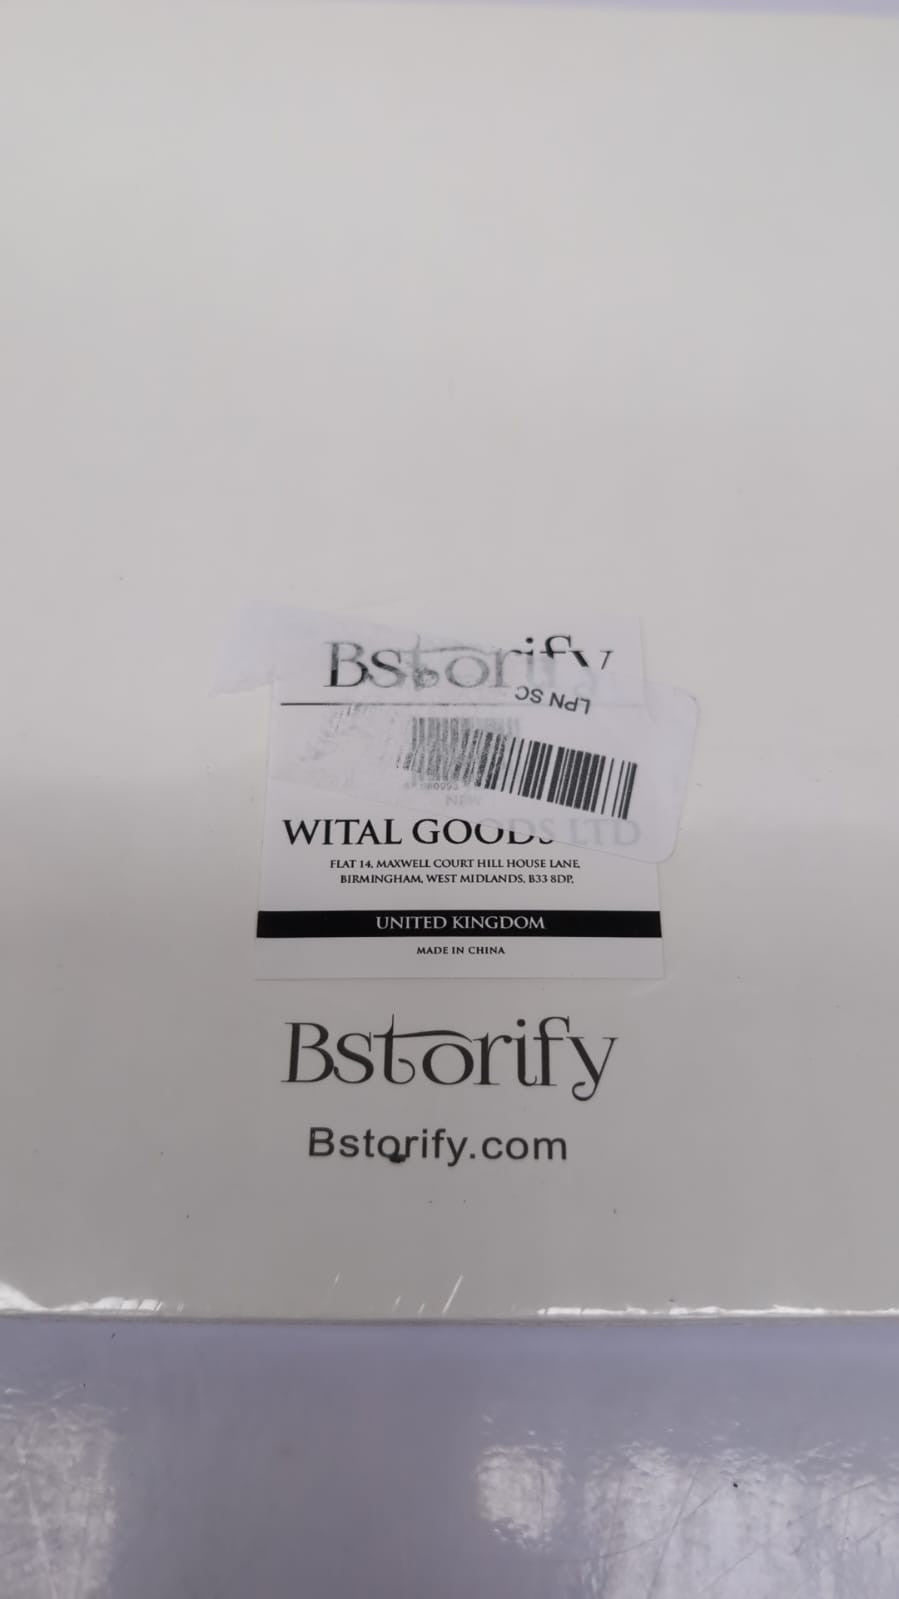 Bstorify
LPN SC
NEW
WITAL GOODS LTD
FLAT 14, MAXWELL COURT HILL HOUSE LANE,
BIRMINGHAM, WEST MIDLANDS, B33 8DP,
UNITED KINGDOM
MADE IN CHINA
Bstorify
Bstorify.com